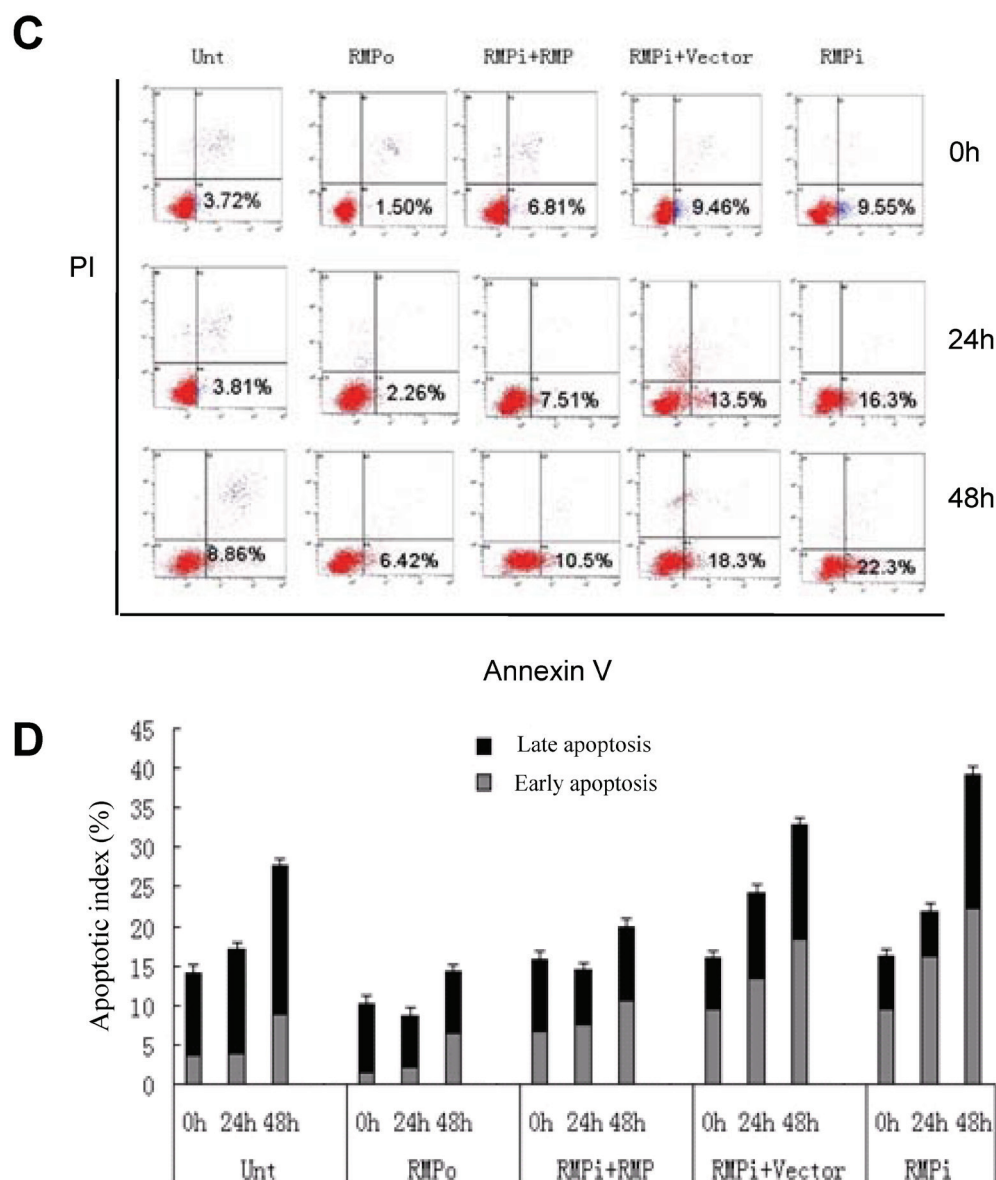 C
Unt RMPo RMPi+RMP RMPi+Vector RMPi
3.72% 1.50% 6.81% 9.46% 9.55% 0h
PI
3.81% 2.26% 7.51% 13.5% 16.3% 24h
8.86% 6.42% 10.5% 18.3% 22.3% 48h
Annexin V
D
Late apoptosis
Early apoptosis
Apoptotic index (%)
45
40
35
30
25
20
15
10
5
0
0h 24h 48h 0h 24h 48h 0h 24h 48h 0h 24h 48h 0h 24h 48h
Unt RMPo RMPi+RMP RMPi+Vector RMPi